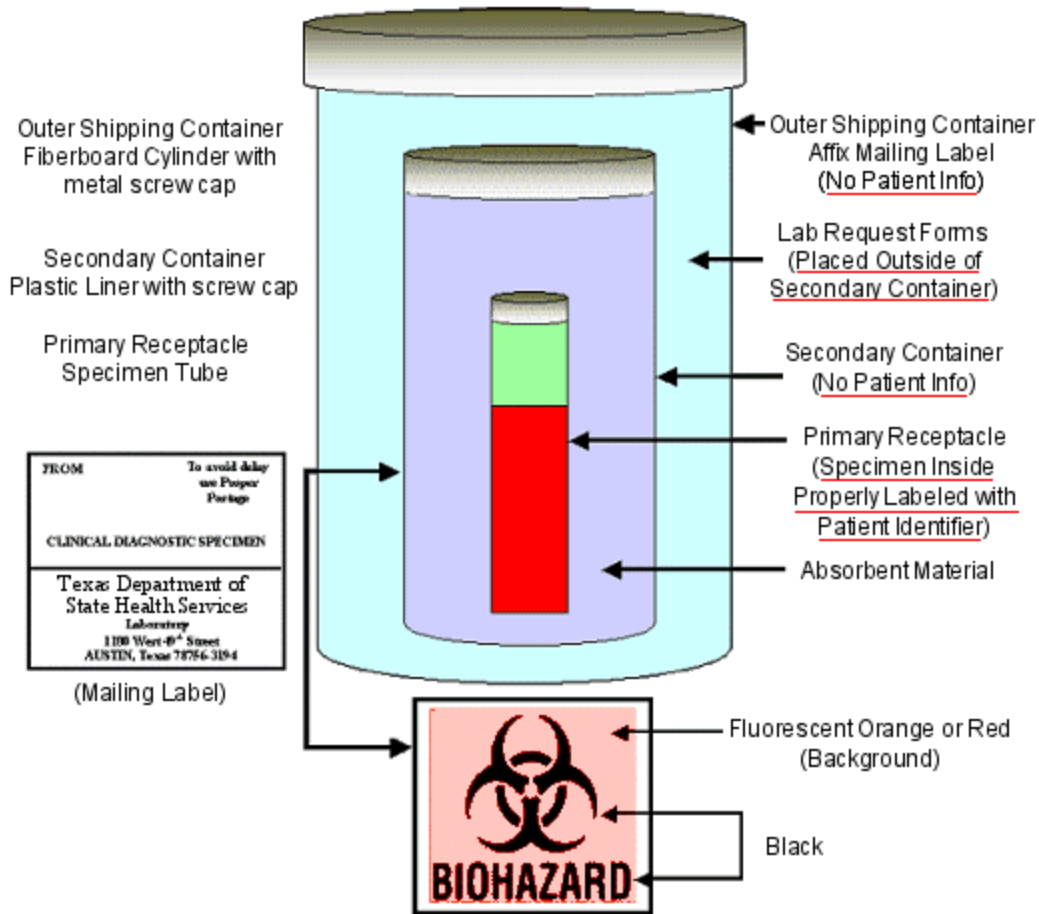 Outer Shipping Container
Fiberboard Cylinder with
metal screw cap
Secondary Container
Plastic Liner with screw cap
Primary Receptacle
Specimen Tube
FROM
To avoid delay
use Proper
Postage
CLINICAL DIAGNOSTIC SPECIMEN
Texas Department of
State Health Services
Laboratory
Street
AUSTIN, Texas
(Mailing Label)
Outer Shipping Container
Affix Mailing Label
(No Patient Info)
Lab Request Forms
(Placed Outside of
Secondary Container)
Secondary Container
(No Patient Info)
Primary Receptacle
(Specimen Inside
Properly Labeled with
Patient Identifier)
Absorbent Material
Fluorescent Orange or Red
(Background)
Black
BIOHAZARD